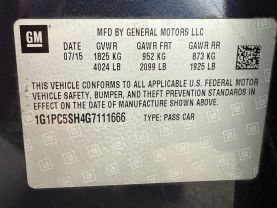 GM
MFD BY GENERAL MOTORS LLC
DATE GVWR GAWR FRT GAWR RR
07/15 1825 KG 952 KG 873 KG
4024 LB 2099 LB 1925 LB
THIS VEHICLE CONFORMS TO ALL APPLICABLE U.S. FEDERAL MOTOR
VEHICLE SAFETY, BUMPER, AND THEFT PREVENTION STANDARDS IN
EFFECT ON THE DATE OF MANUFACTURE SHOWN ABOVE.
1G1PC5SH4G7111666 TYPE: PASS CAR